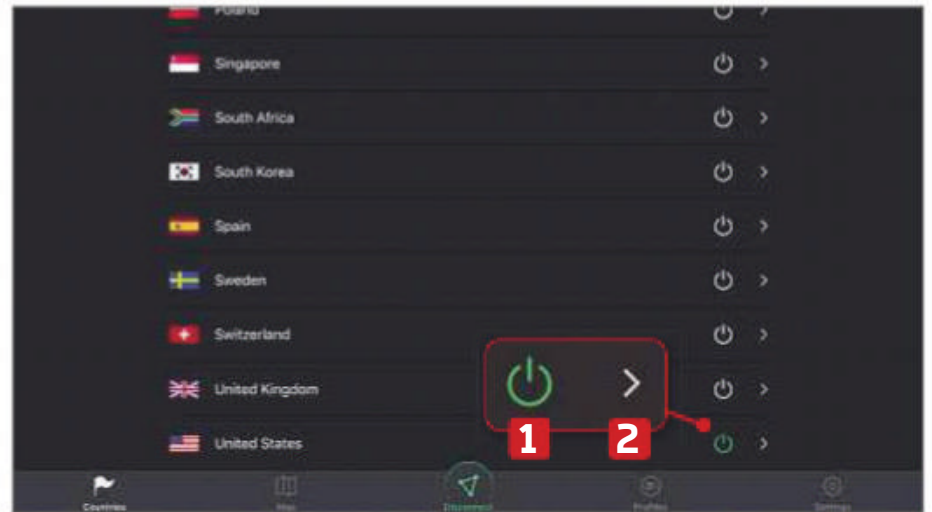 Poland
Singapore
South Africa
South Korea
Spain
Sweden
Switzerland
United Kingdom
1 2
United States
Countries Map Disconnect Profiles Settings